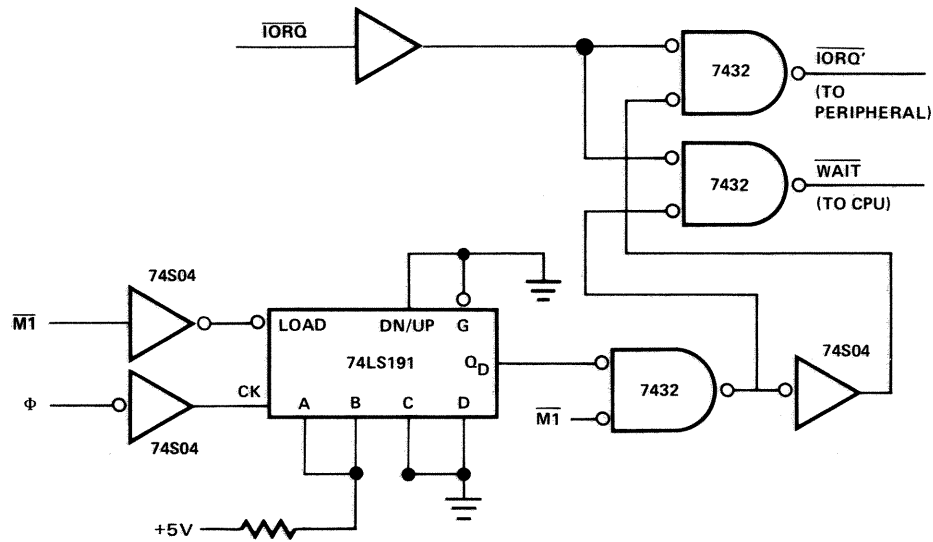 IORQ
7432
IORQ'
(TO
PERIPHERAL)
7432
WAIT
(TO CPU)
74S04
M1
LOAD
DN/UP
G
74LS191
QD
CK
A
B
C
D
Φ
74S04
7432
M1
74S04
+5V